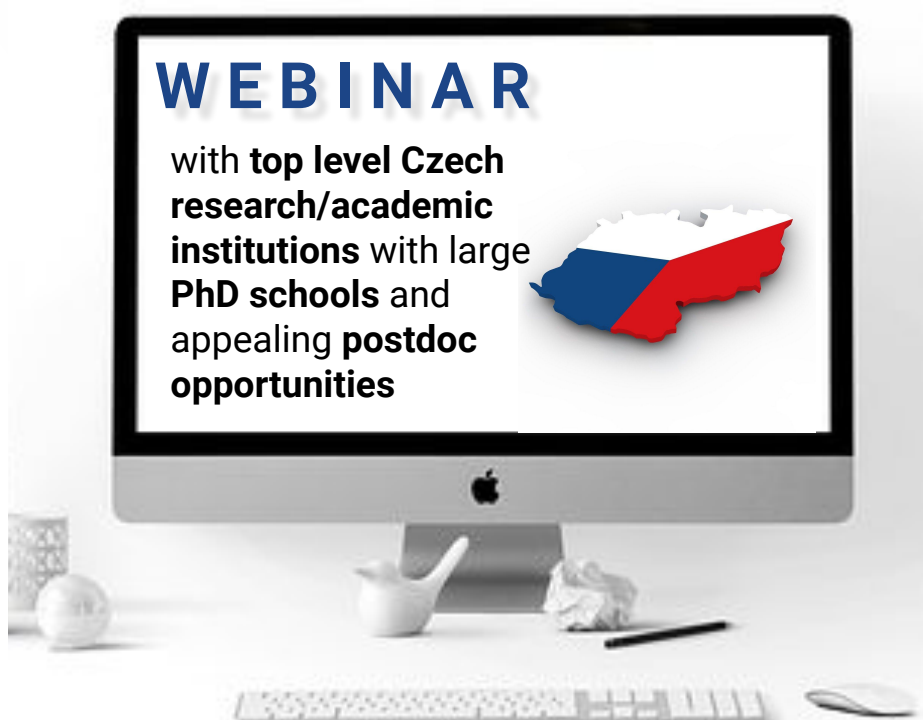 WEBINAR
with top level Czech
research/academic
institutions with large
PhD schools and
appealing postdoc
opportunities